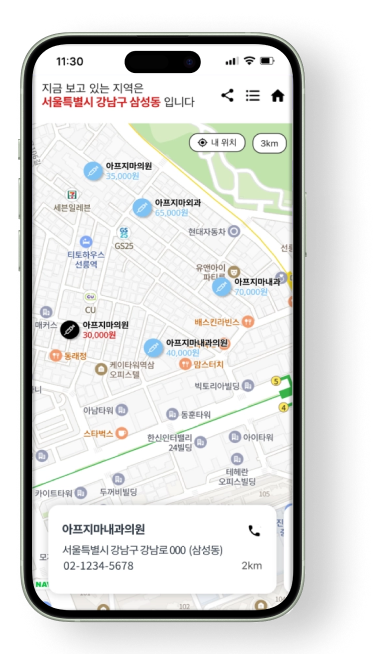 11:30
지금 보고 있는 지역은
서울특별시 강남구 삼성동 입니다
내 위치
3km
아프지마의원
35,000원
세븐일레븐
아프지마외과
65,000원
GS
25
GS25
현대자동차
티토하우스
선릉역
유앤아이
아프지마내과
70,000원
CU
CU
아프지마의원
30,000원
배스킨라빈스
아프지마내과의원
40,000원
동래정
케이타워역삼
오피스텔
맘스터치
빅토리아빌딩
5
4
아남타워
동훈타워
스타벅스
한신인터밸리
24빌딩
아이타워
테헤란
오피스빌딩
카이트타워
두꺼비빌딩
105
아프지마내과의원
서울특별시 강남구 강남로 000 (삼성동)
02-1234-5678
2km
NA
102